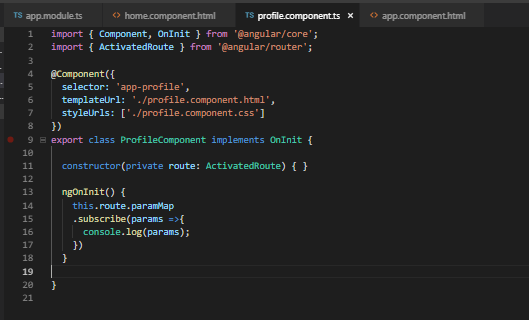 TS app.module.ts <> home.component.html TS profile.component.ts × <> app.component.html
1 import { Component, OnInit } from '@angular/core';
2 import { ActivatedRoute } from '@angular/router';
3
4 @Component({
5 selector: 'app-profile',
6 templateUrl: './profile.component.html',
7 styleUrls: ['./profile.component.css']
8 })
9 export class ProfileComponent implements OnInit {
10
11 constructor(private route: ActivatedRoute) { }
12
13 ngOnInit() {
14 this.route.paramMap
15 .subscribe(params =>{
16 console.log(params);
17 })
18 }
19
20 }
21